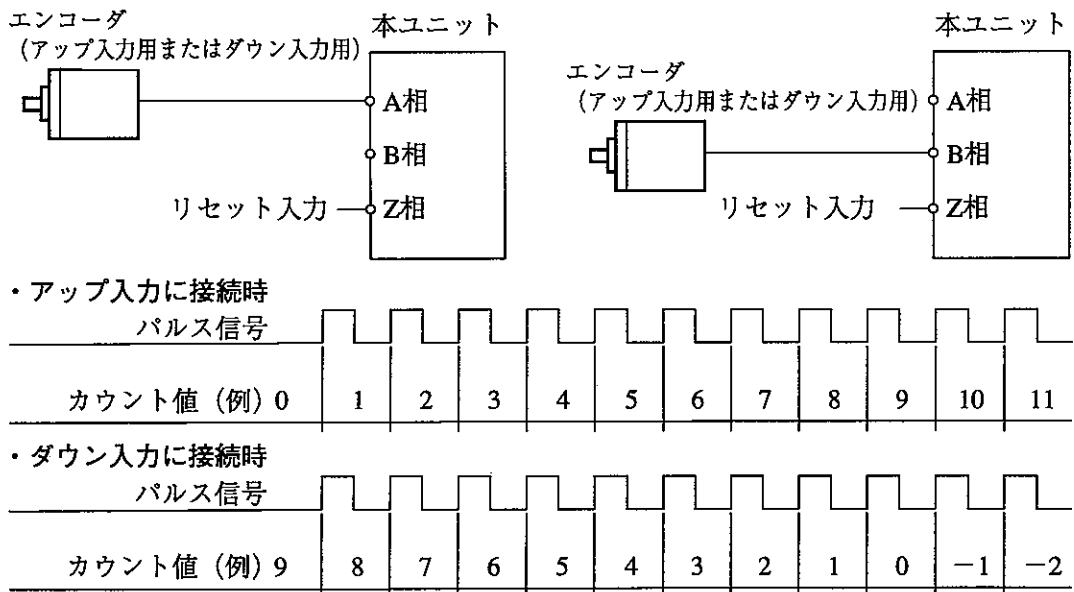 エンコーダ
(アップ入力用またはダウン入力用)
本ユニット
A相
B相
リセット入力 Z相
本ユニット
エンコーダ
(アップ入力用またはダウン入力用)
A相
B相
リセット入力 Z相
・アップ入力に接続時
パルス信号
カウント値 (例) 0 1 2 3 4 5 6 7 8 9 10 11
・ダウン入力に接続時
パルス信号
カウント値 (例) 9 8 7 6 5 4 3 2 1 0 −1 −2